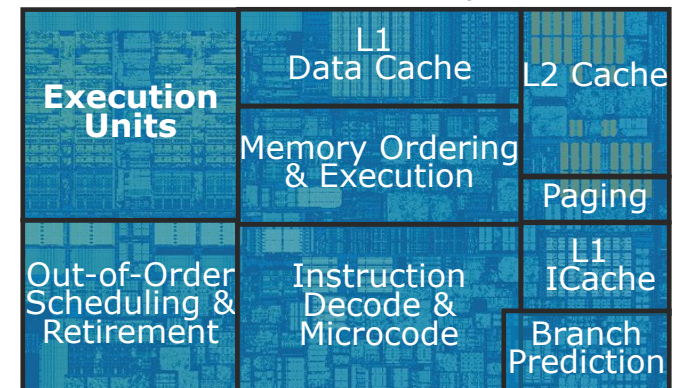 Execution
Units
L1
Data Cache
L2 Cache
Memory Ordering
& Execution
Paging
Out-of-Order
Scheduling &
Retirement
Instruction
Decode &
Microcode
L1
ICache
Branch
Prediction